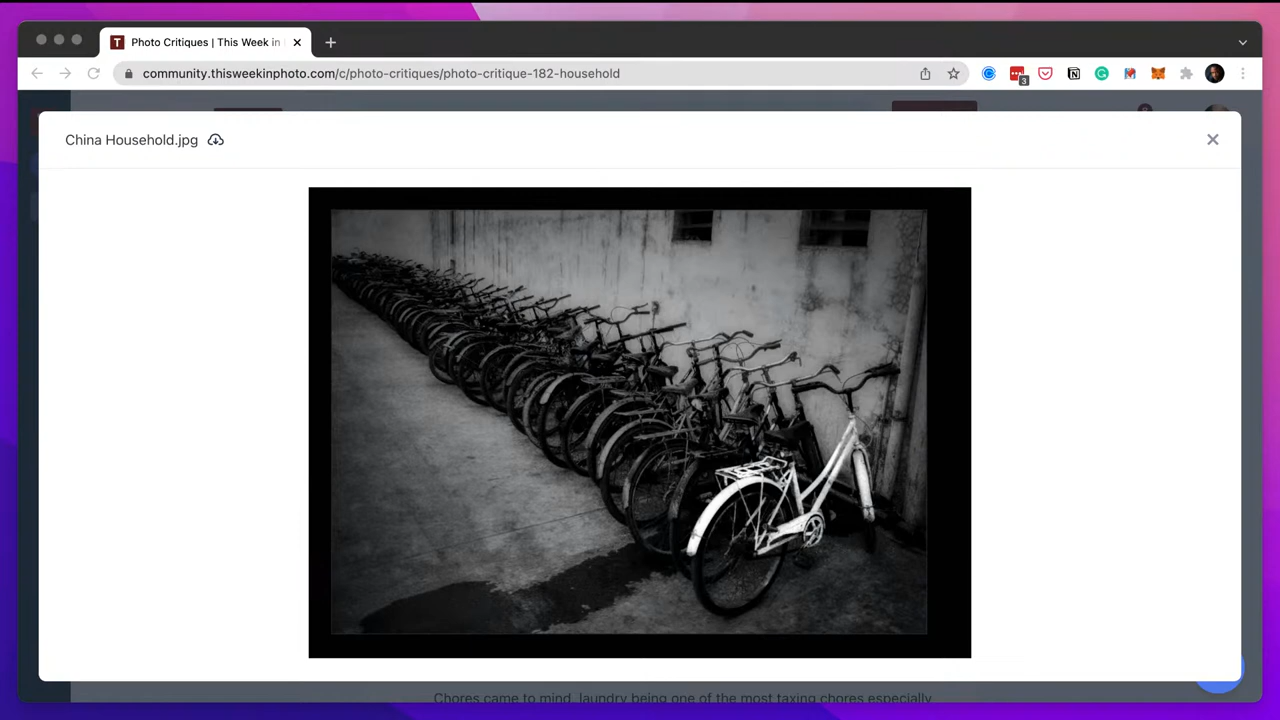 Photo Critiques | This Week in
community.thisweekinphoto.com/c/photo-critiques/photo-critique-182-household
3
China Household.jpg
Chores came to mind, laundry being one of the most taxing chores especially